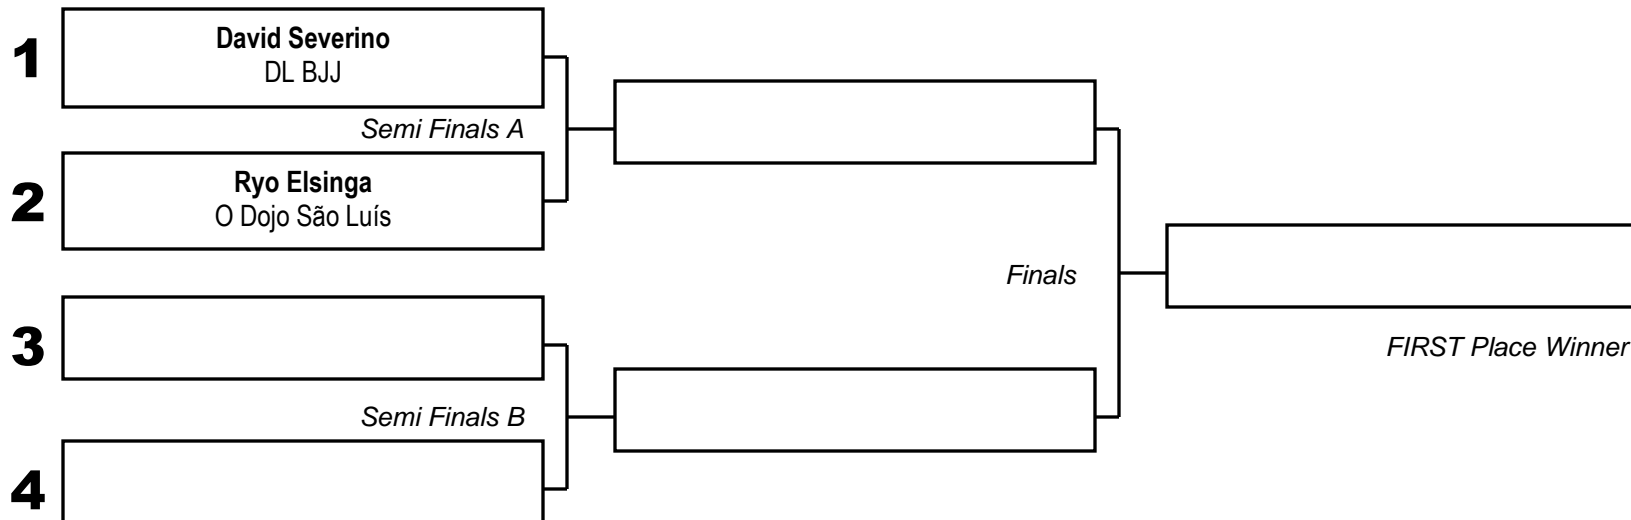 1
David Severino
DL BJJ
Semi Finals A
2
Ryo Elsinga
O Dojo São Luís
Finals
3
FIRST Place Winner
Semi Finals B
4